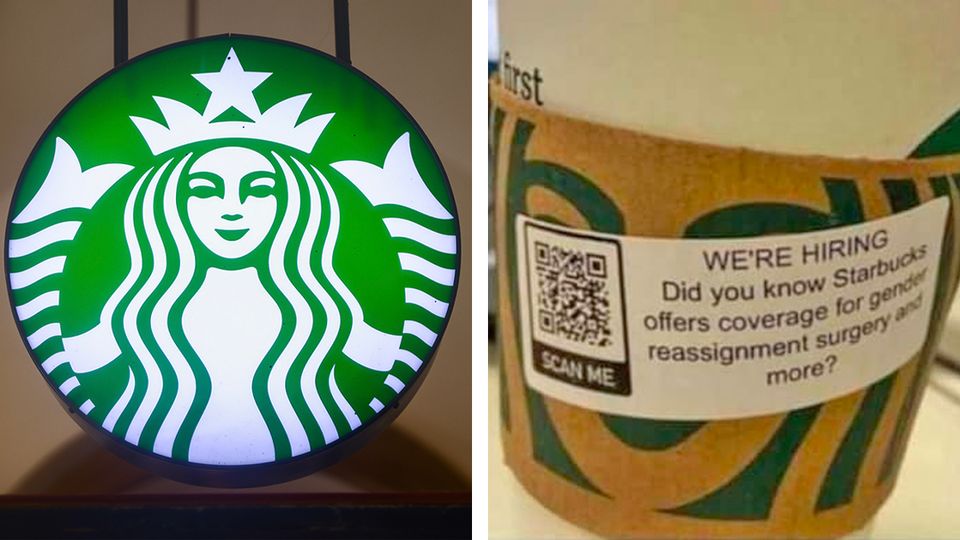 first
WE'RE HIRING
Did you know Starbucks
offers coverage for gender
reassignment surgery and
more?
SCAN ME